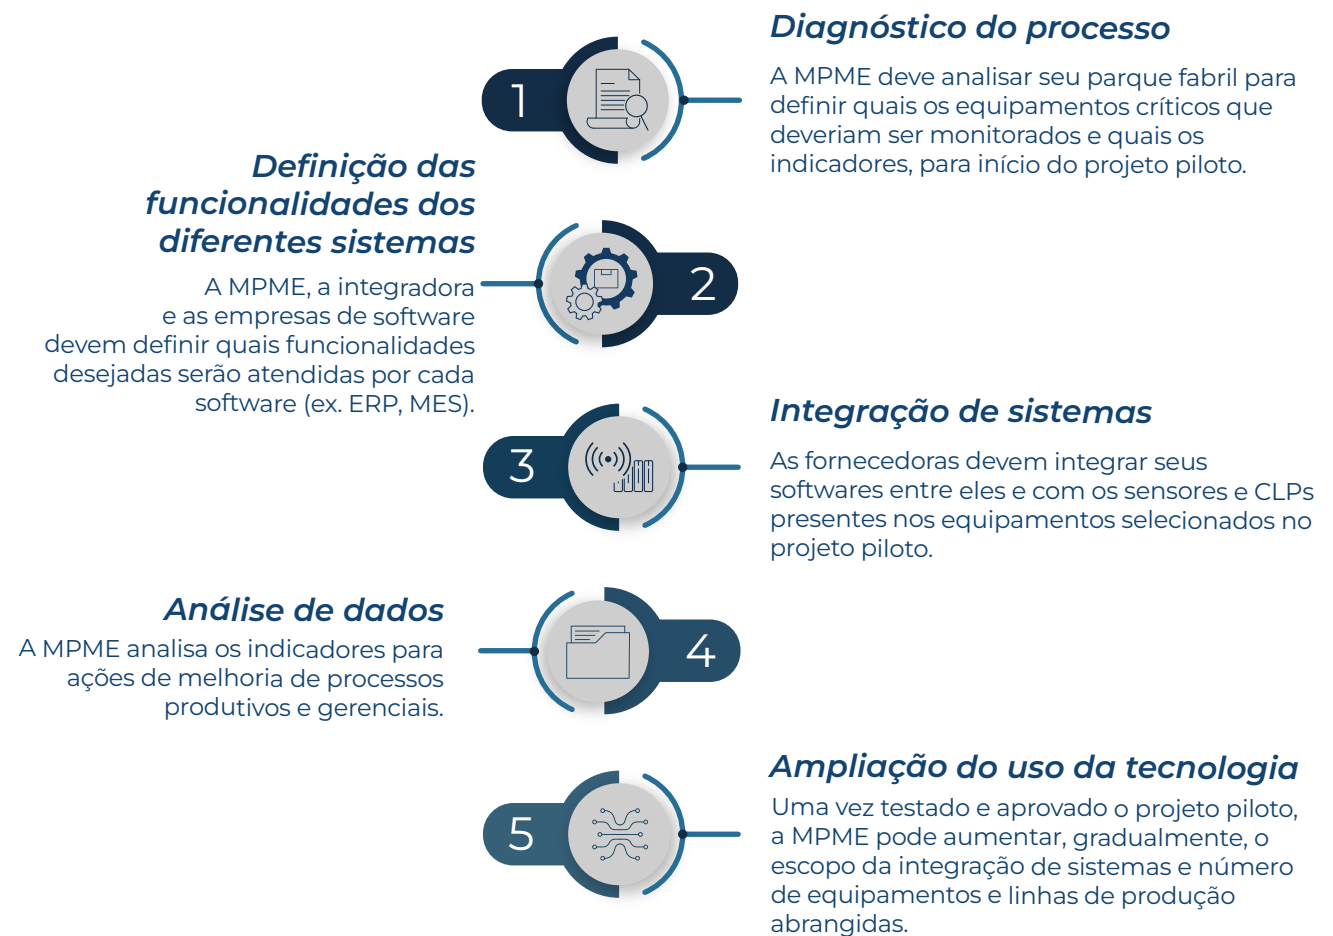 1
Diagnóstico do processo
A MPME deve analisar seu parque fabril para
definir quais os equipamentos críticos que
deveriam ser monitorados e quais os
indicadores, para início do projeto piloto.
Definição das
funcionalidades dos
diferentes sistemas
A MPME, a integradora
e as empresas de software
devem definir quais funcionalidades
desejadas serão atendidas por cada
software (ex. ERP, MES).
2
3
Integração de sistemas
As fornecedoras devem integrar seus
softwares entre eles e com os sensores e CLPs
presentes nos equipamentos selecionados no
projeto piloto.
Análise de dados
A MPME analisa os indicadores para
ações de melhoria de processos
produtivos e gerenciais.
4
5
Ampliação do uso da tecnologia
Uma vez testado e aprovado o projeto piloto,
a MPME pode aumentar, gradualmente, o
escopo da integração de sistemas e número
de equipamentos e linhas de produção
abrangidas.